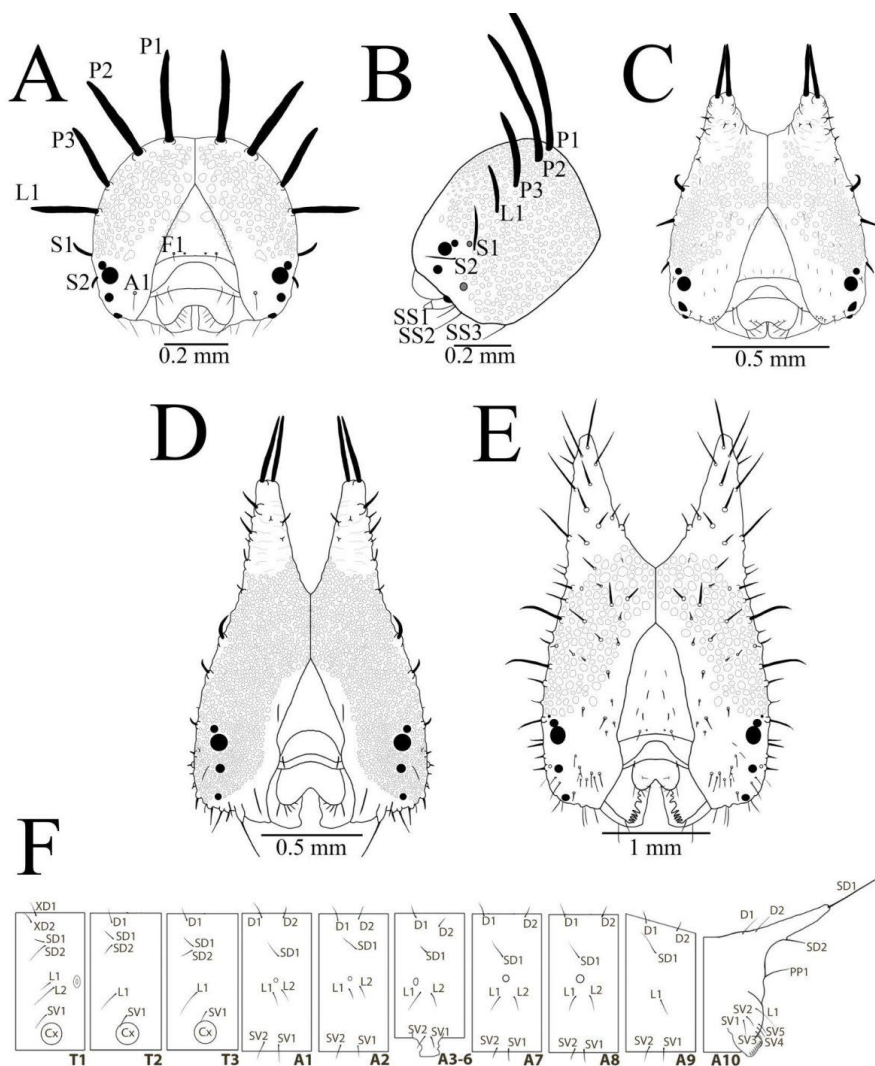 A
P1
P2
P3
L1
S1
S2
F1
A1
0.2 mm
B
P1
P2
P3
L1
S1
S2
SS1
SS2
SS3
0.2 mm
C
0.5 mm
D
0.5 mm
E
1 mm
F
XD1
XD2
SD1
SD2
L1
L2
SV1
Cx
T1
D1
SD1
SD2
L1
SV1
Cx
T2
D1
SD1
SD2
L1
SV1
Cx
T3
D1
D2
SD1
L1
L2
SV2
SV1
A1
D1
D2
SD1
L1
L2
SV2
SV1
A2
D1
D2
SD1
L1
L2
SV2
SV1
A3-6
D1
D2
SD1
L1
L2
SV2
SV1
A7
D1
D2
SD1
L1
L2
SV2
SV1
A8
D1
D2
SD1
L1
SV2
SV1
A9
SD1
D1
D2
SD2
PP1
L1
SV2
SV1
SV5
SV3
SV4
A10